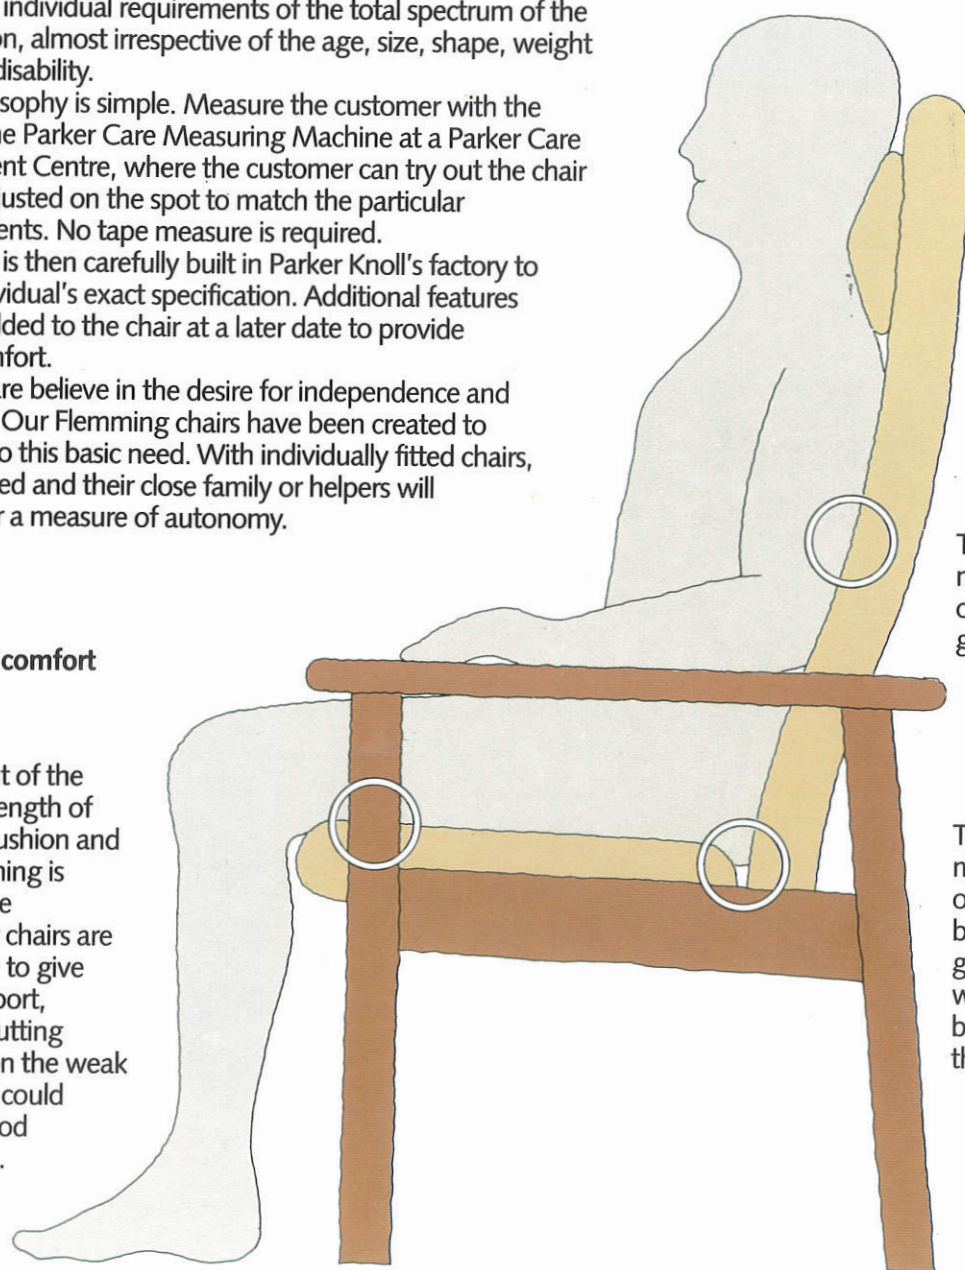 individual requirements of the total spectrum of the
on, almost irrespective of the age, size, shape, weight
disability.
sophy is simple. Measure the customer with the
e Parker Care Measuring Machine at a Parker Care
ent Centre, where the customer can try out the chair
justed on the spot to match the particular
ents. No tape measure is required.
is then carefully built in Parker Knoll's factory to
vidual's exact specification. Additional features
ded to the chair at a later date to provide
nfort.
re believe in the desire for independence and
Our Flemming chairs have been created to
o this basic need. With individually fitted chairs,
ed and their close family or helpers will
r a measure of autonomy.
comfort
t of the
ength of
ushion and
ning is
e
chairs are
to give
port,
utting
n the weak
could
od
.
T
n
o
b
g
w
b
th